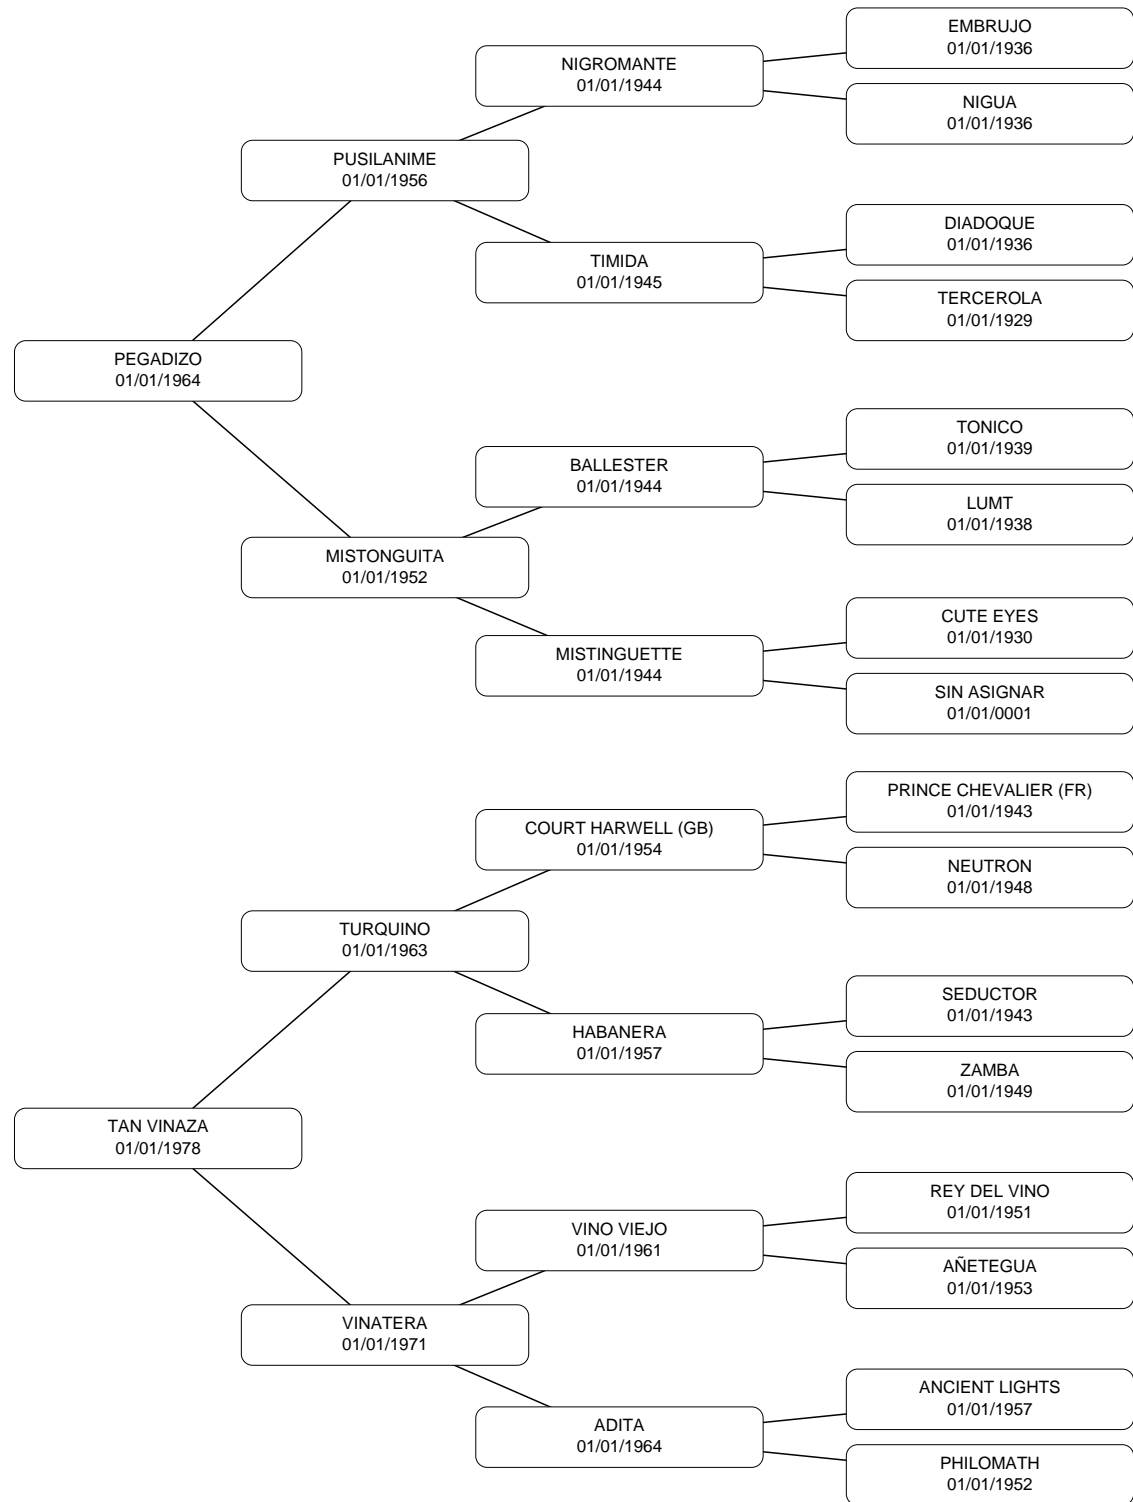 EMBRUJO
01/01/1936
NIGROMANTE
01/01/1944
NIGUA
01/01/1936
PUSILANIME
01/01/1956
DIADOQUE
01/01/1936
TIMIDA
01/01/1945
TERCEROLA
01/01/1929
PEGADIZO
01/01/1964
TONICO
01/01/1939
BALLESTER
01/01/1944
LUMT
01/01/1938
MISTONGUITA
01/01/1952
CUTE EYES
01/01/1930
MISTINGUETTE
01/01/1944
SIN ASIGNAR
01/01/0001
PRINCE CHEVALIER (FR)
01/01/1943
COURT HARWELL (GB)
01/01/1954
NEUTRON
01/01/1948
TURQUINO
01/01/1963
SEDUCTOR
01/01/1943
HABANERA
01/01/1957
ZAMBA
01/01/1949
TAN VINAZA
01/01/1978
REY DEL VINO
01/01/1951
VINO VIEJO
01/01/1961
AÑETEGUA
01/01/1953
VINATERA
01/01/1971
ANCIENT LIGHTS
01/01/1957
ADITA
01/01/1964
PHILOMATH
01/01/1952